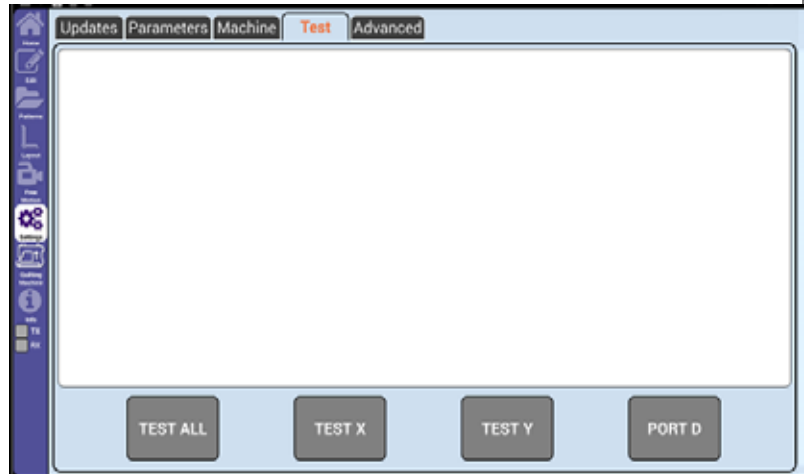 Updates Parameters Machine Test Advanced
Home
Edit
Patterns
Layout
Free
Motion
Settings
Quilting
Machine
Info
TX
RX
TEST ALL TEST X TEST Y PORT D